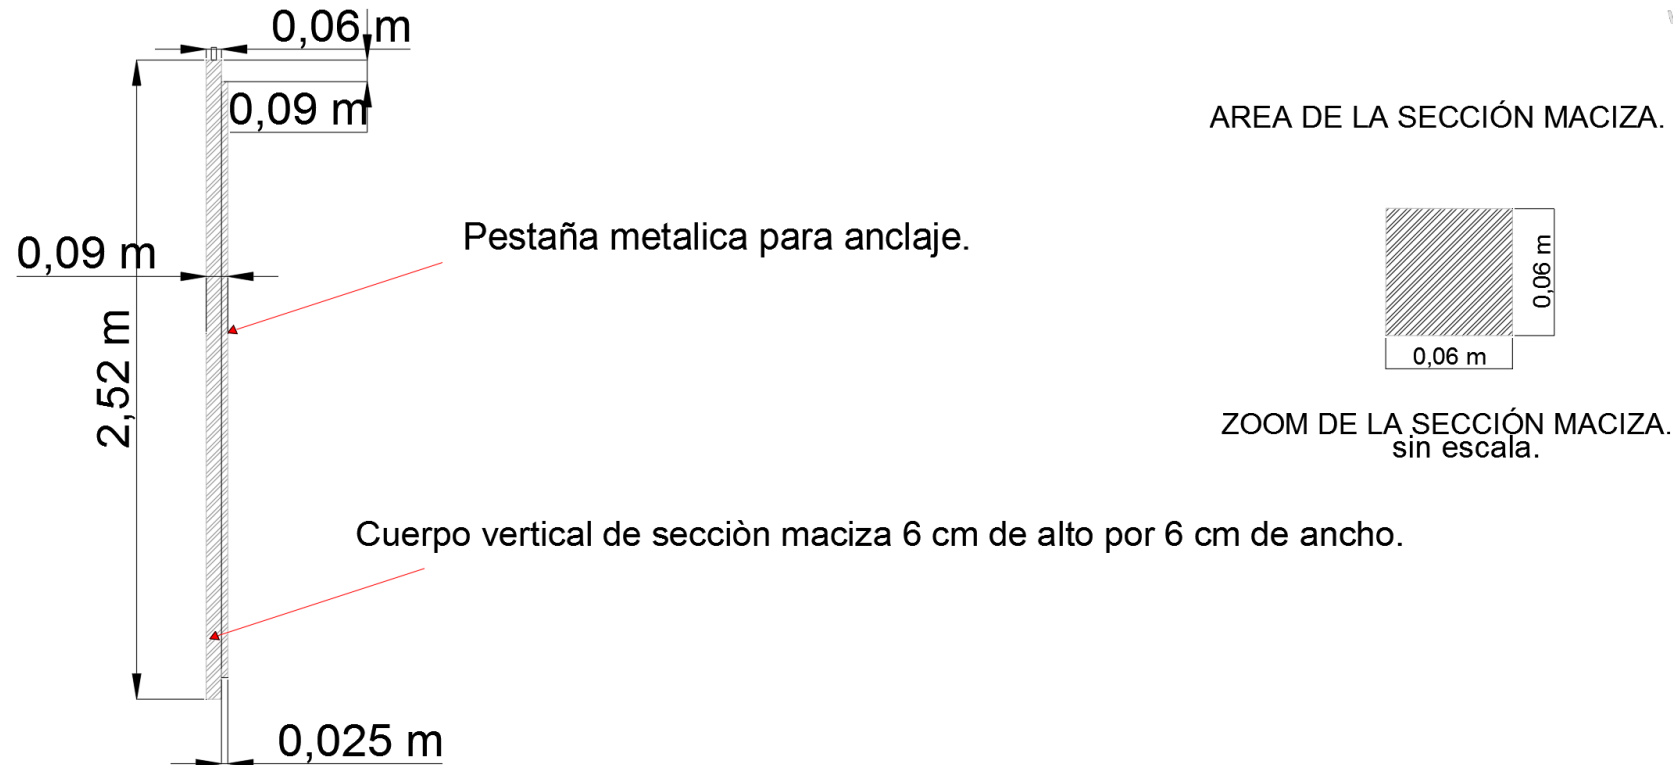 0,06 m
0,09 m
AREA DE LA SECCIÓN MACIZA.
Pestaña metalica para anclaje.
0,09 m
0,06 m
2,52 m
0,06 m
ZOOM DE LA SECCIÓN MACIZA.
sin escala.
Cuerpo vertical de secciòn maciza 6 cm de alto por 6 cm de ancho.
0,025 m